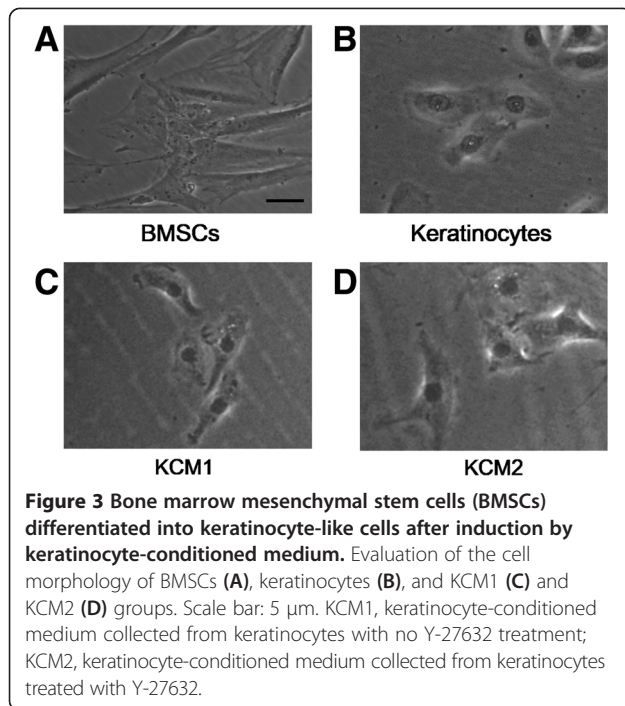 A
B
BMSCs
Keratinocytes
C
D
KCM1
KCM2
Figure 3 Bone marrow mesenchymal stem cells (BMSCs)
differentiated into keratinocyte-like cells after induction by
keratinocyte-conditioned medium. Evaluation of the cell
morphology of BMSCs (A), keratinocytes (B), and KCM1 (C) and
KCM2 (D) groups. Scale bar: 5 μm. KCM1, keratinocyte-conditioned
medium collected from keratinocytes with no Y-27632 treatment;
KCM2, keratinocyte-conditioned medium collected from keratinocytes
treated with Y-27632.